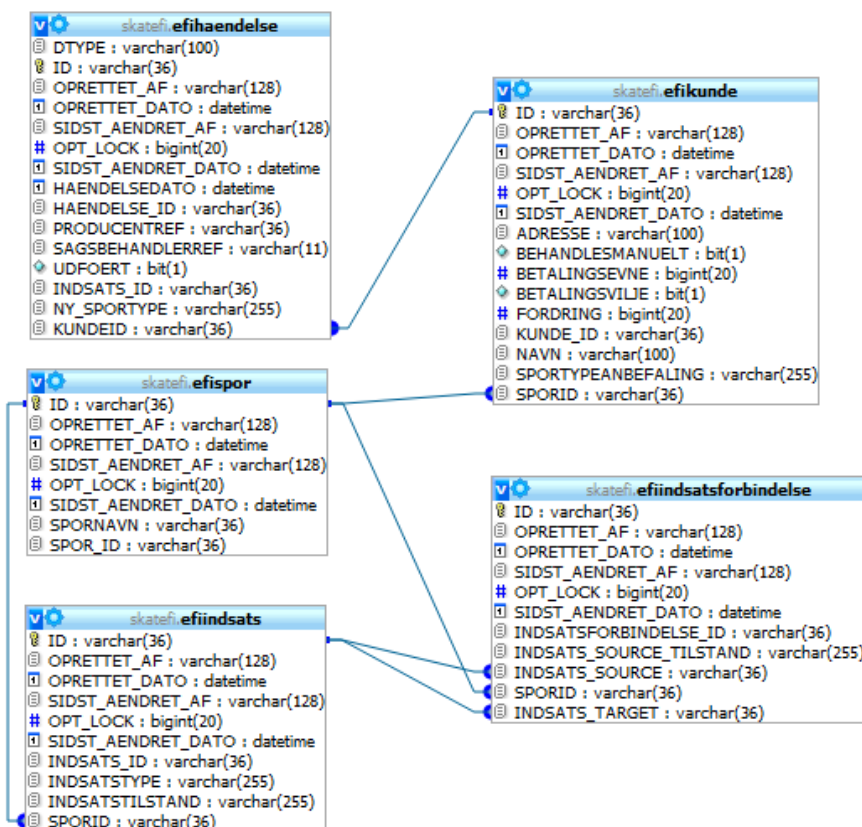 skatefi.efihaendelse
DTYPE : varchar(100)
ID : varchar(36)
OPRETTET_AF : varchar(128)
OPRETTET_DATO : datetime
SIDST_AENDRET_AF : varchar(128)
# OPT_LOCK : bigint(20)
SIDST_AENDRET_DATO : datetime
HAENDELSEDATO : datetime
HAENDELSE_ID : varchar(36)
PRODUCENTREF : varchar(36)
SAGSBEHANDLERREF : varchar(11)
UDFOERT : bit(1)
INDSATS_ID : varchar(36)
NY_SPORTYPE : varchar(255)
KUNDEID : varchar(36)
skatefi.efikunde
ID : varchar(36)
OPRETTET_AF : varchar(128)
OPRETTET_DATO : datetime
SIDST_AENDRET_AF : varchar(128)
# OPT_LOCK : bigint(20)
SIDST_AENDRET_DATO : datetime
ADRESSE : varchar(100)
BEHANDLESMANUELT : bit(1)
# BETALINGSEVNE : bigint(20)
BETALINGSVILJE : bit(1)
# FORDRING : bigint(20)
KUNDE_ID : varchar(36)
NAVN : varchar(100)
SPORTYPEANBEFALING : varchar(255)
SPORID : varchar(36)
skatefi.efispor
ID : varchar(36)
OPRETTET_AF : varchar(128)
OPRETTET_DATO : datetime
SIDST_AENDRET_AF : varchar(128)
# OPT_LOCK : bigint(20)
SIDST_AENDRET_DATO : datetime
SPORNAVN : varchar(36)
SPOR_ID : varchar(36)
skatefi.efiindsatsforbindelse
ID : varchar(36)
OPRETTET_AF : varchar(128)
OPRETTET_DATO : datetime
SIDST_AENDRET_AF : varchar(128)
# OPT_LOCK : bigint(20)
SIDST_AENDRET_DATO : datetime
INDSATSFORBINDELSE_ID : varchar(36)
INDSATS_SOURCE_TILSTAND : varchar(255)
INDSATS_SOURCE : varchar(36)
SPORID : varchar(36)
INDSATS_TARGET : varchar(36)
skatefi.efiindsats
ID : varchar(36)
OPRETTET_AF : varchar(128)
OPRETTET_DATO : datetime
SIDST_AENDRET_AF : varchar(128)
# OPT_LOCK : bigint(20)
SIDST_AENDRET_DATO : datetime
INDSATS_ID : varchar(36)
INDSATSTYPE : varchar(255)
INDSATSTILSTAND : varchar(255)
SPORID : varchar(36)